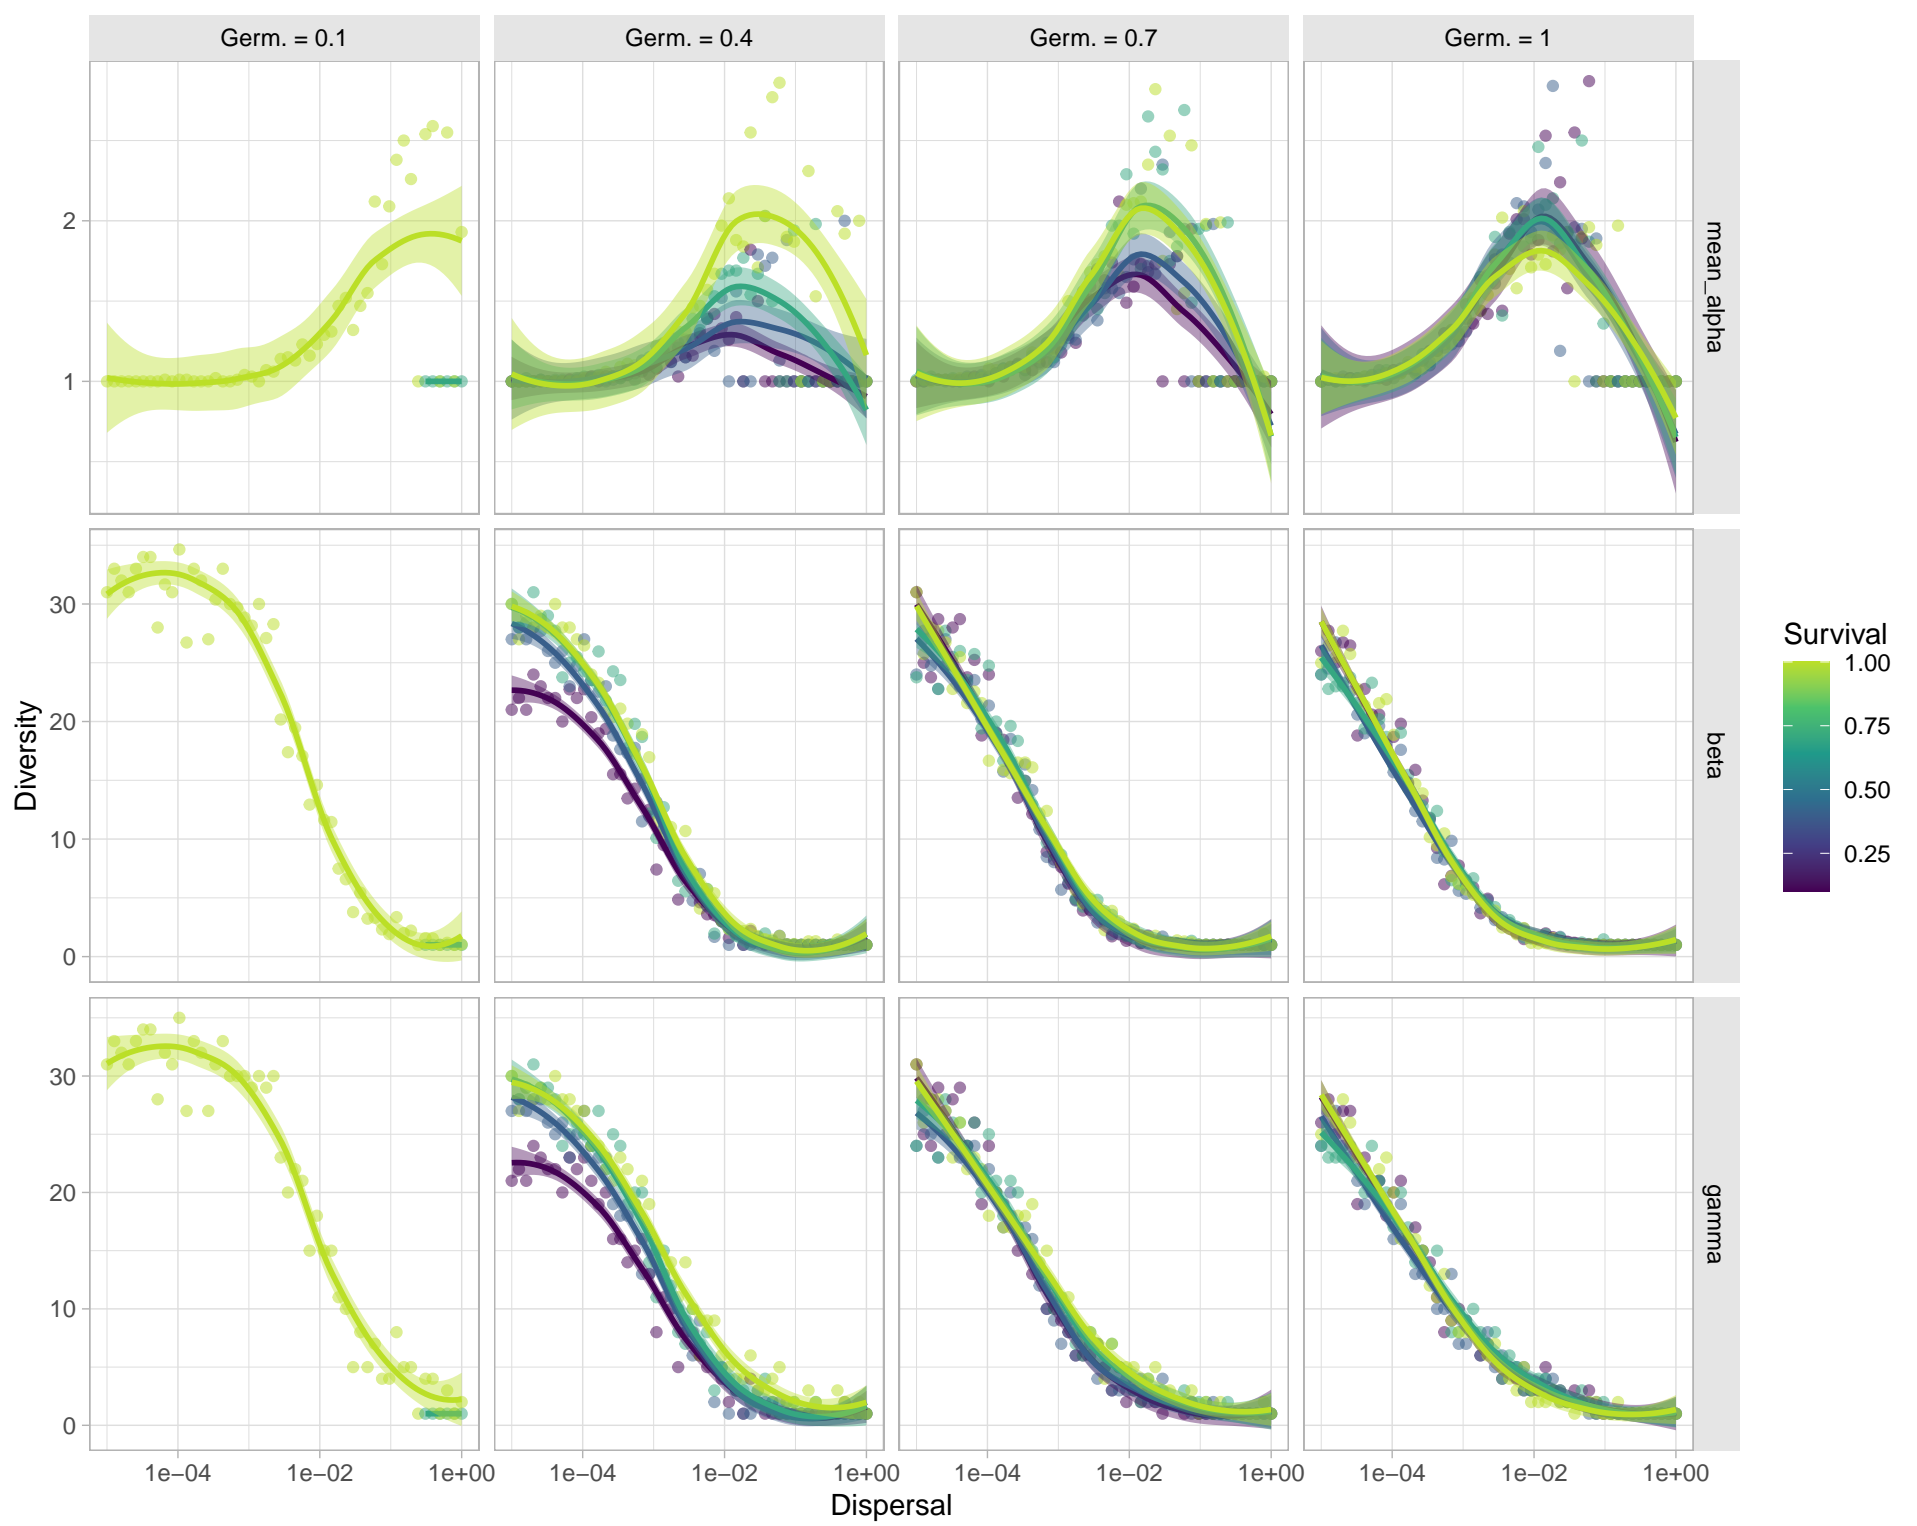 Germ. = 0.1
Germ. = 0.4
Germ. = 0.7
Germ. = 1
2
1
mean_alpha
30
20
10
0
beta
30
20
10
0
gamma
Diversity
1e−04
1e−02
1e+00
1e−04
1e−02
1e+00
1e−04
1e−02
1e+00
1e−04
1e−02
1e+00
Dispersal
Survival
1.00
0.75
0.50
0.25